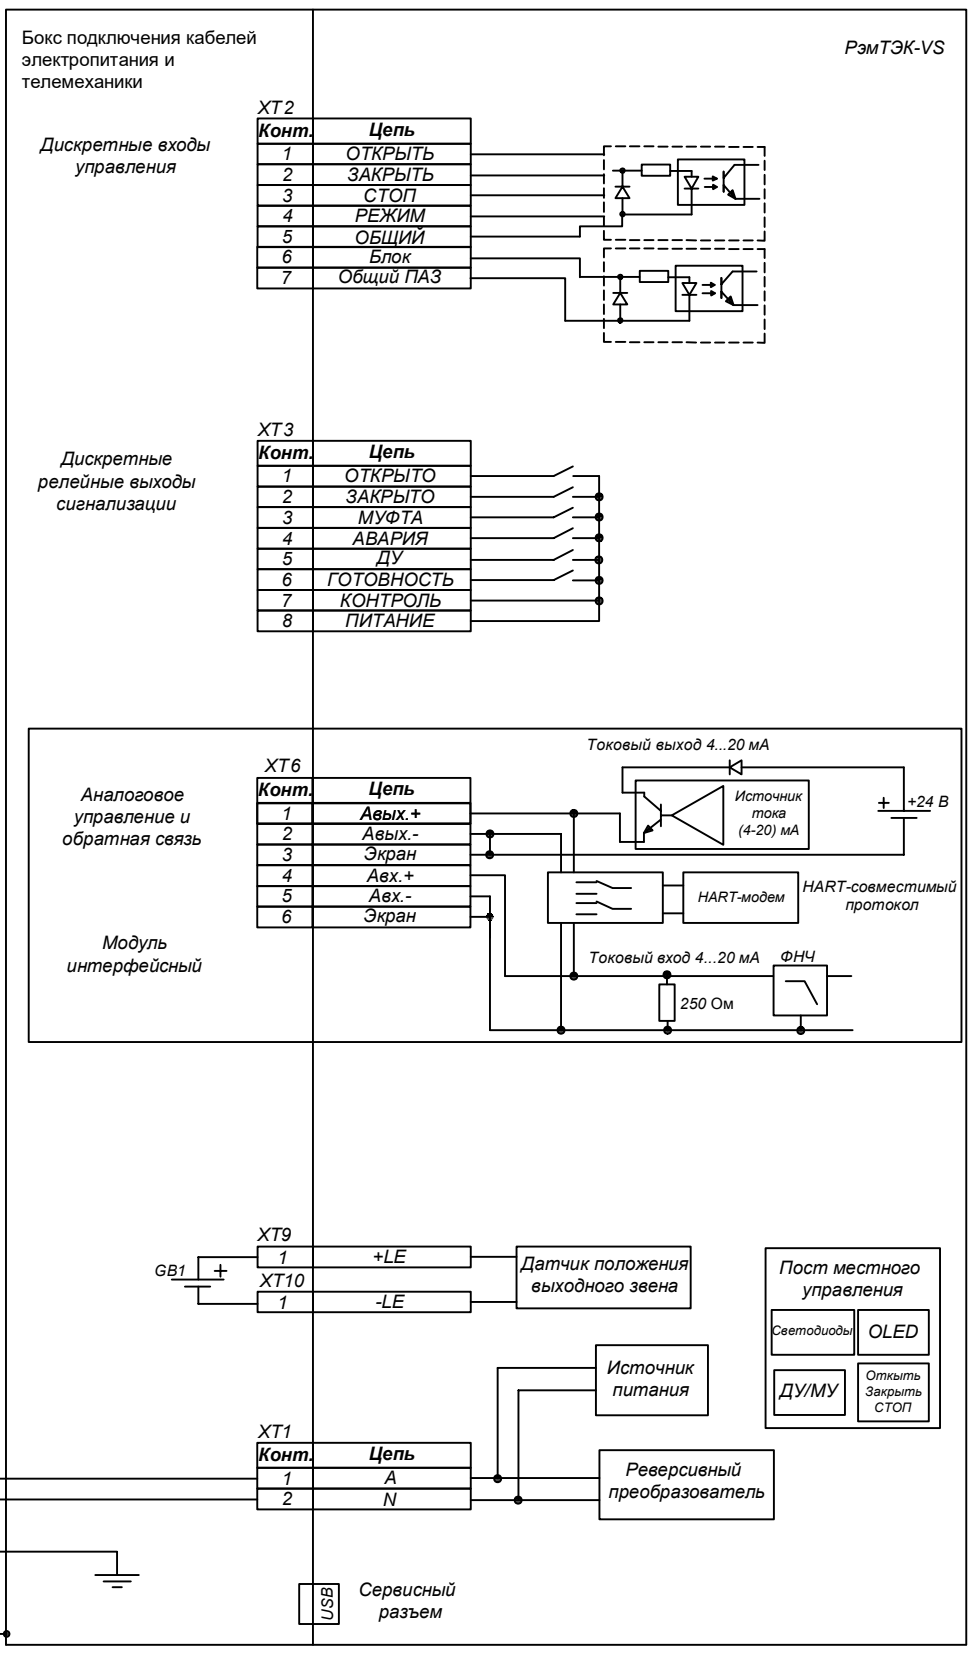 Бокс подключения кабелей
электропитания и
телемеханики
РэмТЭК-VS
Дискретные входы
управления
XT2
Конт. Цепь
1 ОТКРЫТЬ
2 ЗАКРЫТЬ
3 СТОП
4 РЕЖИМ
5 ОБЩИЙ
6 Блок
7 Общий ПАЗ
Дискретные
релейные выходы
сигнализации
XT3
Конт. Цепь
1 ОТКРЫТО
2 ЗАКРЫТО
3 МУФТА
4 АВАРИЯ
5 ДУ
6 ГОТОВНОСТЬ
7 КОНТРОЛЬ
8 ПИТАНИЕ
Аналоговое
управление и
обратная связь
Модуль
интерфейсный
XT6
Конт. Цепь
1 Авых.+
2 Авых.-
3 Экран
4 Авх.+
5 Авх.-
6 Экран
Токовый выход 4...20 мА
Источник
тока
(4-20) мА
+ +24 В
HART-модем
HART-совместимый
протокол
Токовый вход 4...20 мА
ФНЧ
250 Ом
GB1 +
XT9
1 +LE
XT10
1 -LE
Датчик положения
выходного звена
Пост местного
управления
Светодиоды
OLED
ДУ/МУ
Откыть
Закрыть
СТОП
Источник
питания
XT1
Конт. Цепь
1 A
2 N
Реверсивный
преобразователь
USB
Сервисный
разъем